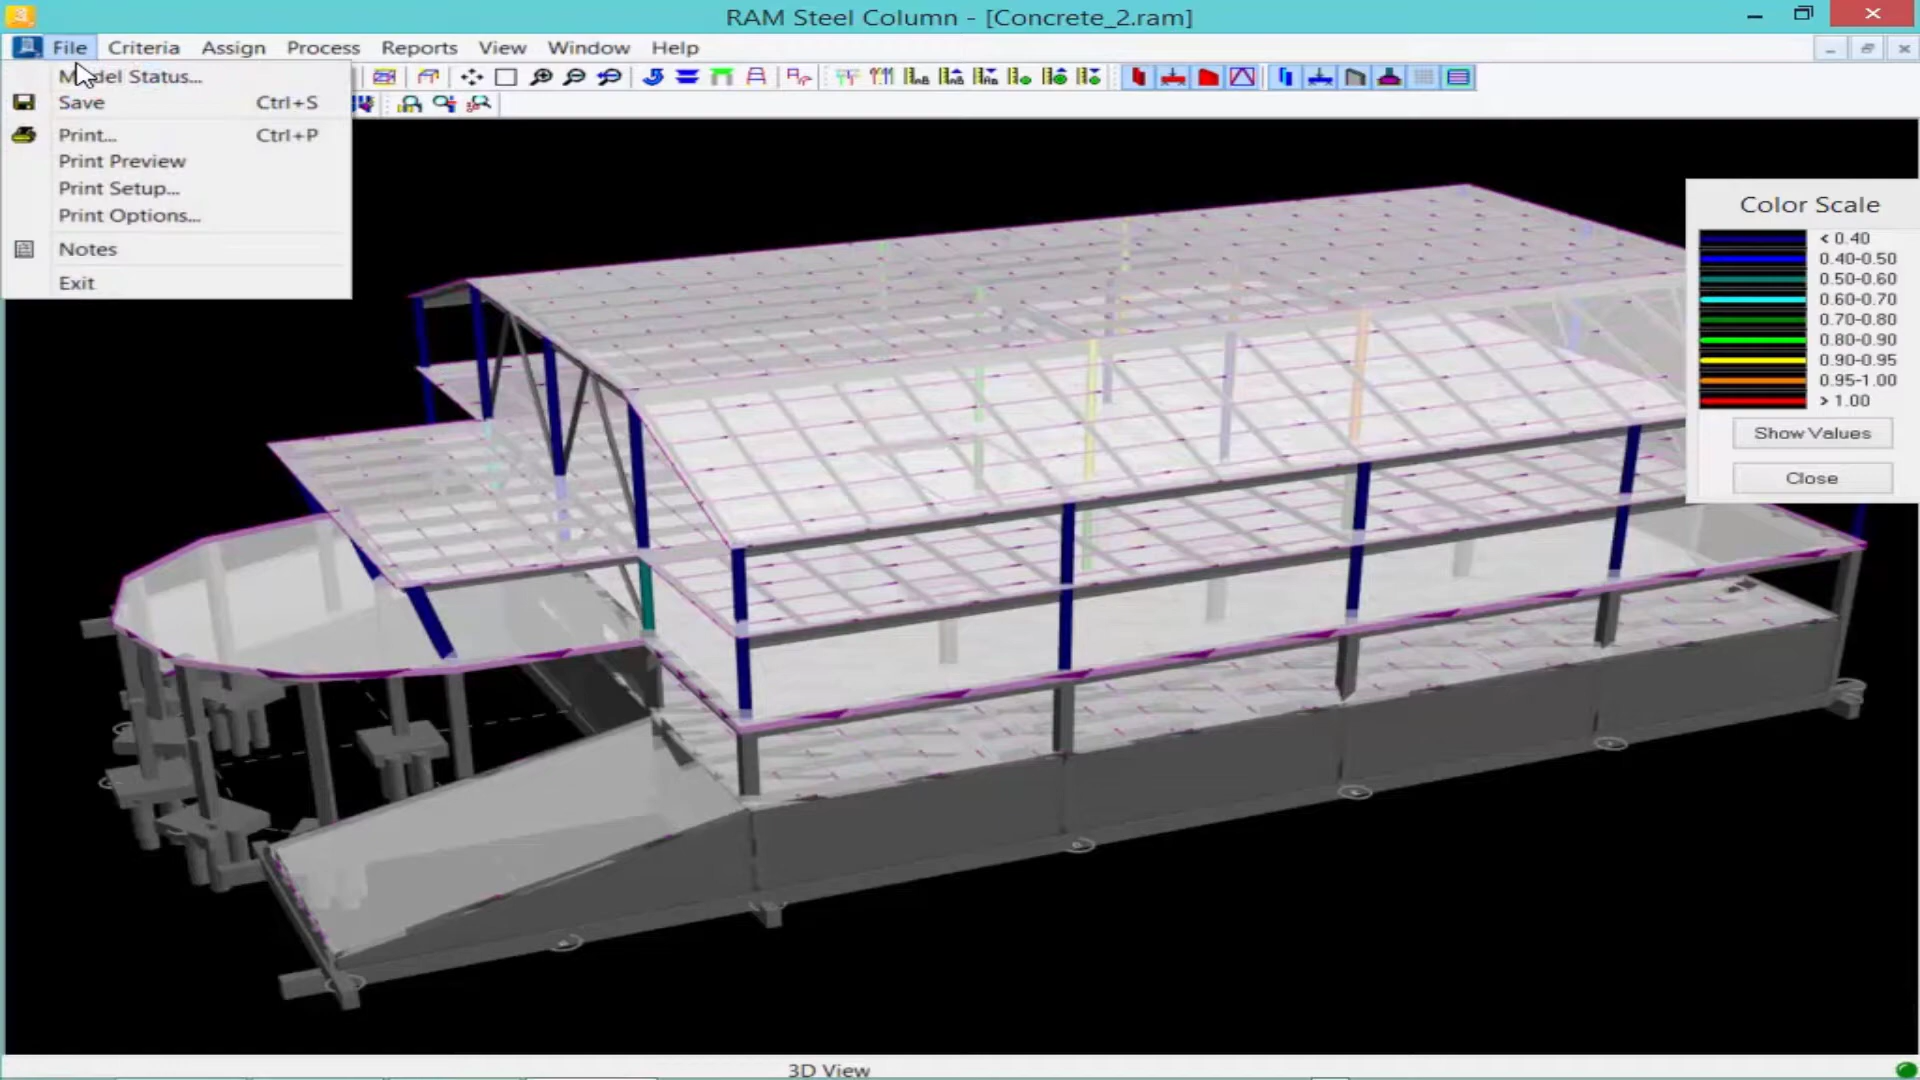 RAM Steel Column - [Concrete_2.ram]
File Criteria Assign Process Reports View Window Help
Model Status...
Save Ctrl+S
Print... Ctrl+P
Print Preview
Print Setup...
Print Options...
Notes
Exit
Color Scale
< 0.40
0.40-0.50
0.50-0.60
0.60-0.70
0.70-0.80
0.80-0.90
0.90-0.95
0.95-1.00
> 1.00
Show Values
Close
3D View